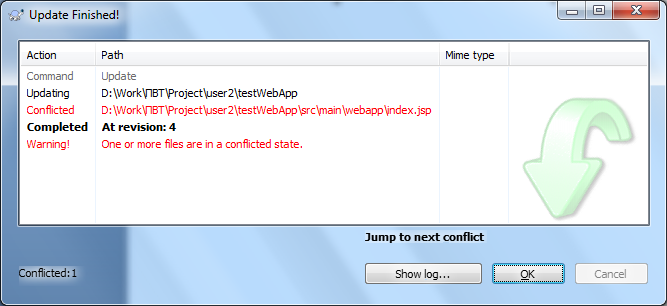 Update Finished!
Action Path Mime type
Command Update
Updating D:\Work\ПВТ\Project\user2\testWebApp
Conflicted D:\Work\ПВТ\Project\user2\testWebApp\src\main\webapp\index.jsp
Completed At revision: 4
Warning! One or more files are in a conflicted state.
Jump to next conflict
Conflicted:1 Show log... OK Cancel